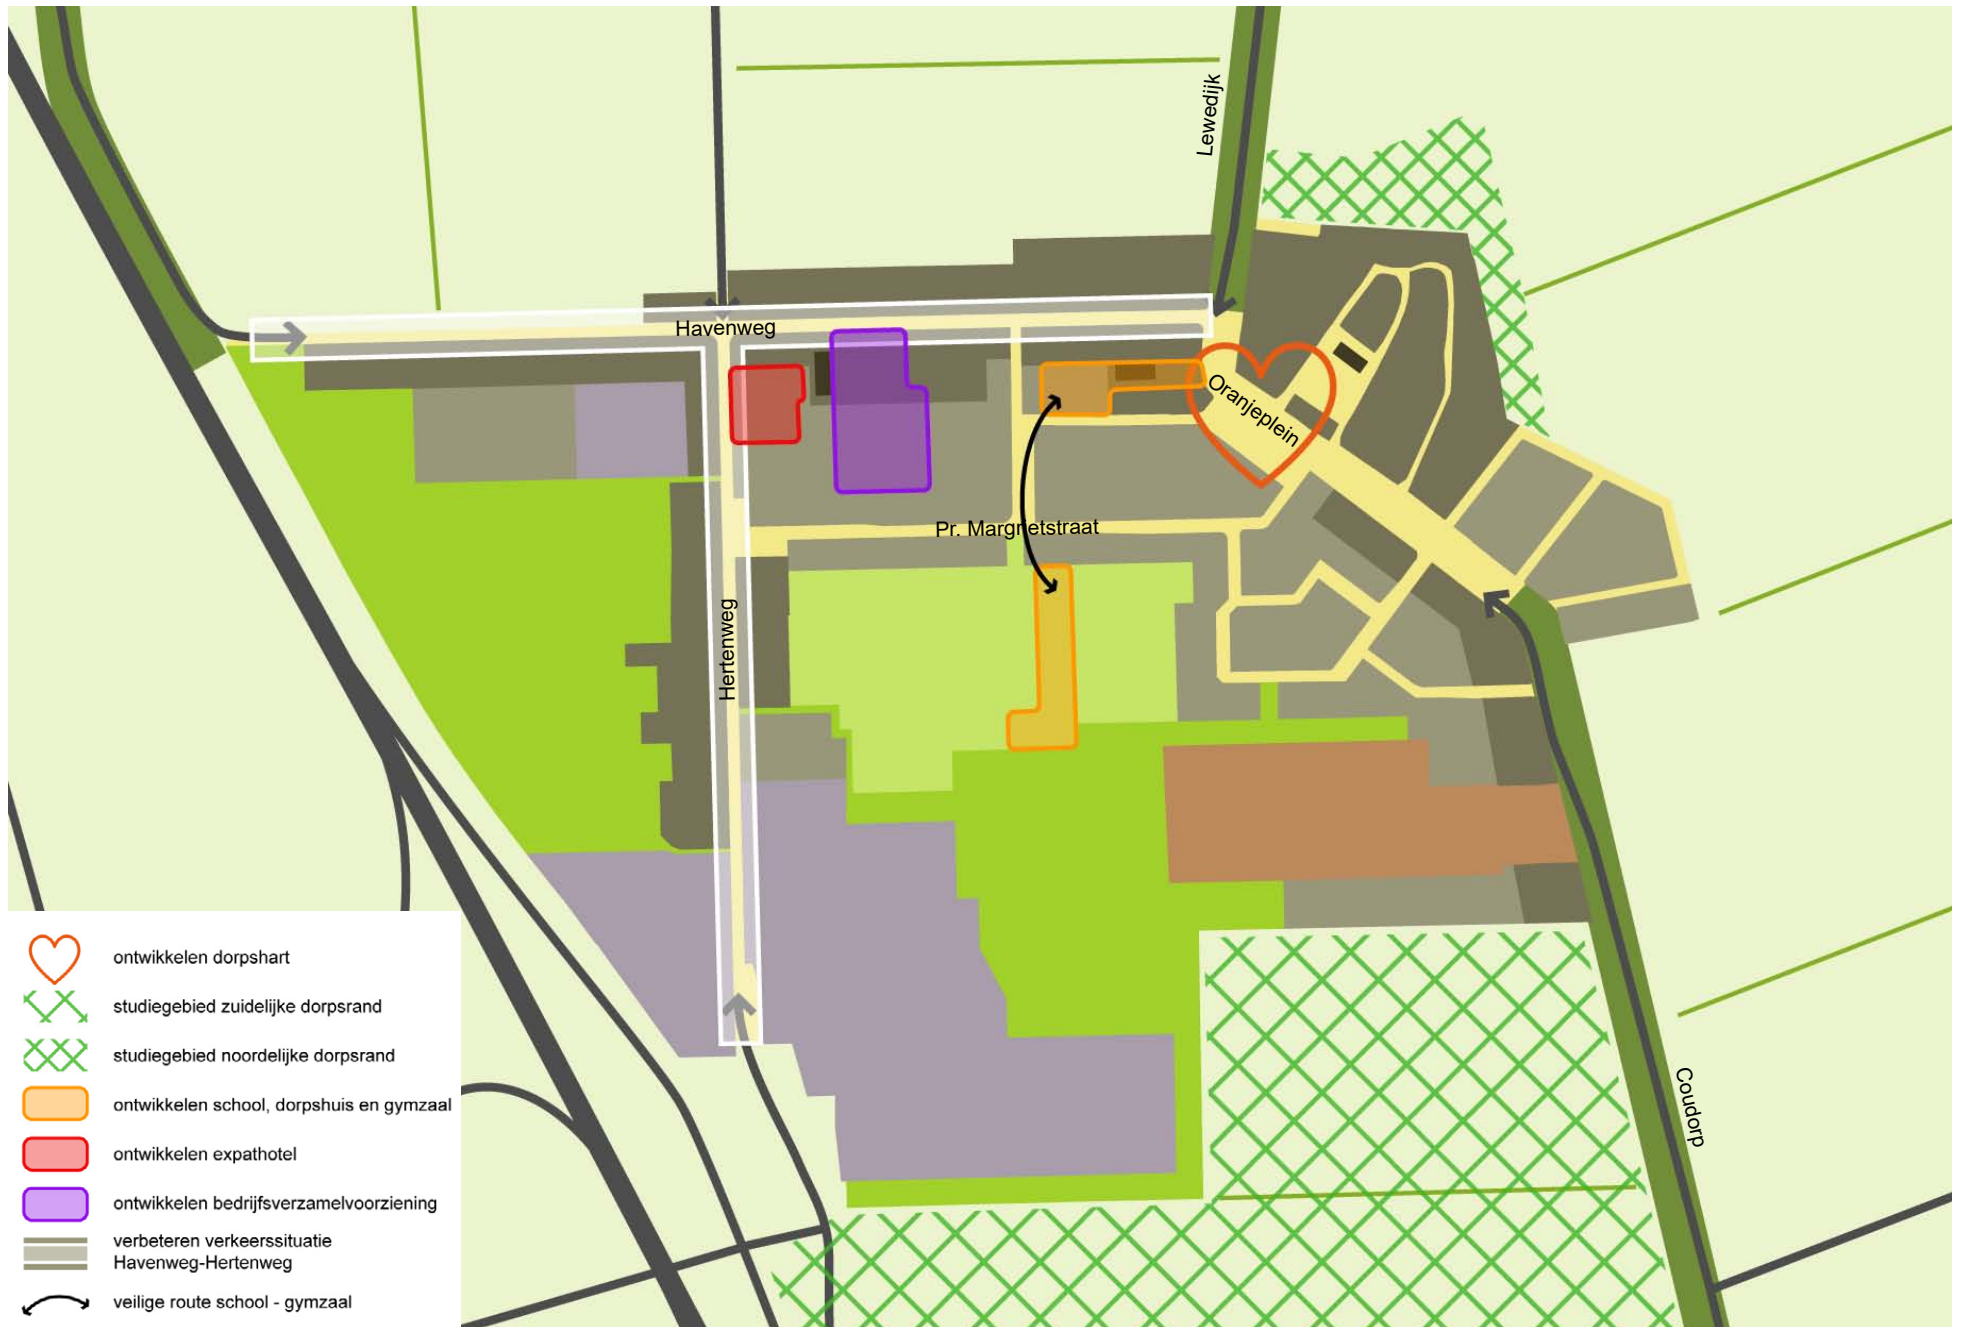 Lewedijk
Havenweg
Oranjeplein
Pr. Margrietstraat
Hertenweg
Coudorp
ontwikkelen dorpshart
studiegebied zuidelijke dorpsrand
studiegebied noordelijke dorpsrand
ontwikkelen school, dorpshuis en gymzaal
ontwikkelen expathotel
ontwikkelen bedrijfsverzamelvoorziening
verbeteren verkeerssituatie
Havenweg-Hertenweg
veilige route school - gymzaal